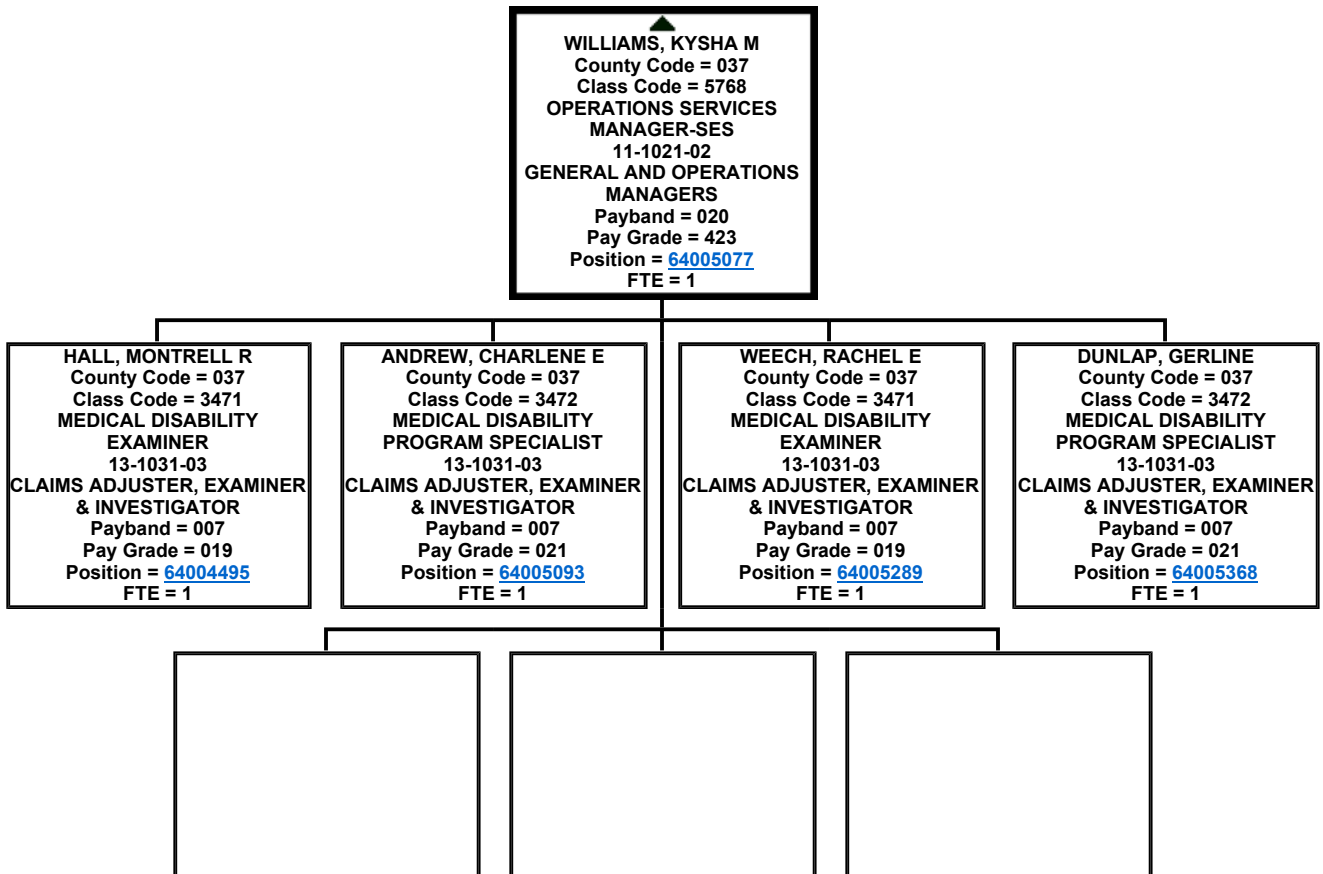 WILLIAMS, KYSHA M
County Code = 037
Class Code = 5768
OPERATIONS SERVICES
MANAGER-SES
11-1021-02
GENERAL AND OPERATIONS
MANAGERS
Payband = 020
Pay Grade = 423
Position = 64005077
FTE = 1
HALL, MONTRELL R
County Code = 037
Class Code = 3471
MEDICAL DISABILITY
EXAMINER
13-1031-03
CLAIMS ADJUSTER, EXAMINER
& INVESTIGATOR
Payband = 007
Pay Grade = 019
Position = 64004495
FTE = 1
ANDREW, CHARLENE E
County Code = 037
Class Code = 3472
MEDICAL DISABILITY
PROGRAM SPECIALIST
13-1031-03
CLAIMS ADJUSTER, EXAMINER
& INVESTIGATOR
Payband = 007
Pay Grade = 021
Position = 64005093
FTE = 1
WEECH, RACHEL E
County Code = 037
Class Code = 3471
MEDICAL DISABILITY
EXAMINER
13-1031-03
CLAIMS ADJUSTER, EXAMINER
& INVESTIGATOR
Payband = 007
Pay Grade = 019
Position = 64005289
FTE = 1
DUNLAP, GERLINE
County Code = 037
Class Code = 3472
MEDICAL DISABILITY
PROGRAM SPECIALIST
13-1031-03
CLAIMS ADJUSTER, EXAMINER
& INVESTIGATOR
Payband = 007
Pay Grade = 021
Position = 64005368
FTE = 1